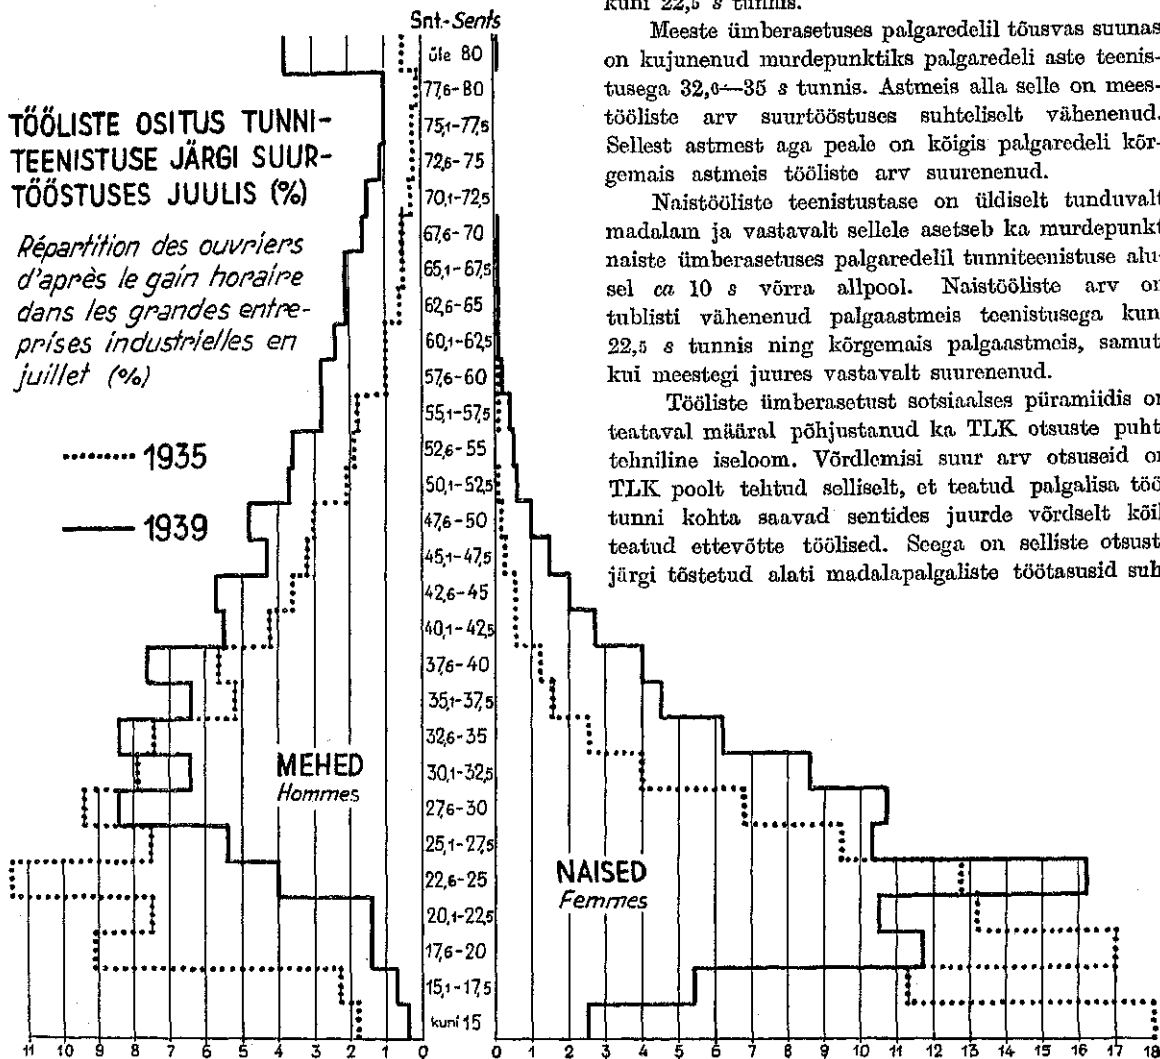 kuni 22,5 s tunnis.
Meeste ümberasetuses palgaredelil tõusvas suunas
on kujunenud murdepunktiks palgaredeli aste teenis-
tusega 32,6—35 s tunnis. Astmeis alla selle on mees-
tööliste arv suurtööstuses suhteliselt vähenenud.
Sellest astmest aga peale on kõigis palgaredeli kõr-
gemais astmeis tööliste arv suurenenud.
Naistööliste teenistustase on üldiselt tunduvalt
madalam ja vastavalt sellele asetseb ka murdepunkt
naiste ümberasetuses palgaredelil tunniteenistuse alu-
sel ca 10 s võrra allpool. Naistööliste arv on
tublisti vähenenud palgaastmeis teenistusega kun
22,5 s tunnis ning kõrgemais palgaastmeis, samut
kui meestegi juures vastavalt suurenenud.
Tööliste ümberasetust sotsiaalses püramiidis on
teataval määral põhjustanud ka TLK otsuste puht
tehniline iseloom. Võrdlemisi suur arv otsuseid on
TLK poolt tehtud selliselt, et teatud palgalisa töö
tunni kohta saavad sentides juurde võrdselt kõik
teatud ettevõtte töölised. Seega on selliste otsust
järgi tõstetud alati madalapalgaliste töötasusid suh
TÖÖLISTE OSITUS TUNNI-
TEENISTUSE JÄRGI SUUR-
TÖÖSTUSES JUULIS (%)
Répartition des ouvriers
d'après le gain horaire
dans les grandes entre-
prises industrielles en
juillet (%)
1935
1939
Snt.-Sents
üle 80
77,6-80
75,1-77,5
72,6-75
70,1-72,5
67,6-70
65,1-67,5
62,6-65
60,1-62,5
57,6-60
55,1-57,5
52,6-55
50,1-52,5
47,6-50
45,1-47,5
42,6-45
40,1-42,5
37,6-40
35,1-37,5
32,6-35
30,1-32,5
27,6-30
25,1-27,5
22,6-25
20,1-22,5
17,6-20
15,1-17,5
kuni 15
MEHED
Hommes
NAISED
Femmes
11 10 9 8 7 6 5 4 3 2 1 0
0 1 2 3 4 5 6 7 8 9 10 11 12 13 14 15 16 17 18